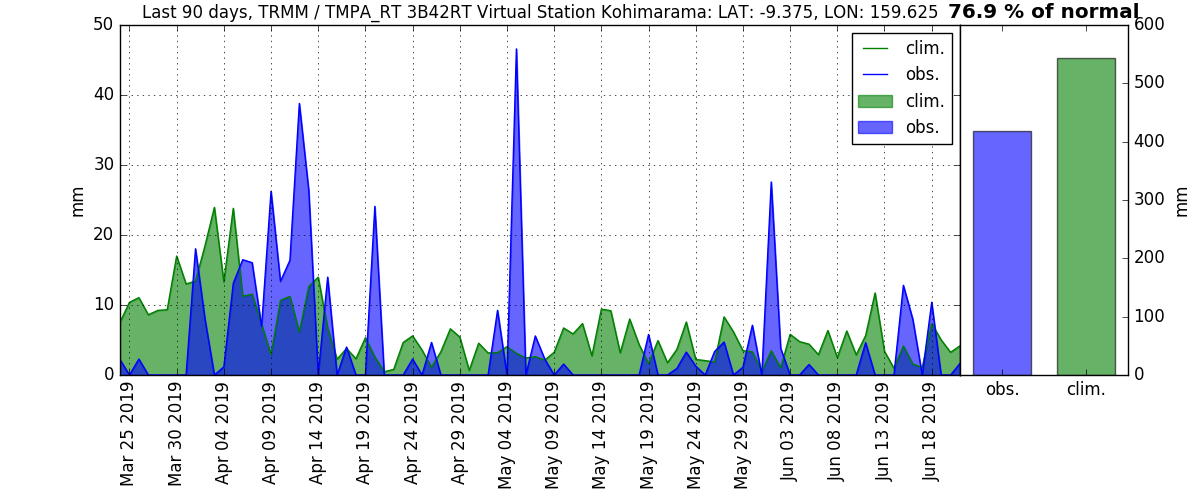 Last 90 days, TRMM / TMPA_RT 3B42RT Virtual Station Kohimarama: LAT: -9.375, LON: 159.625
76.9 % of normal
50
40
30
20
10
0
mm
clim.
obs.
clim.
obs.
600
500
400
300
200
100
0
mm
Mar 25 2019
Mar 30 2019
Apr 04 2019
Apr 09 2019
Apr 14 2019
Apr 19 2019
Apr 24 2019
Apr 29 2019
May 04 2019
May 09 2019
May 14 2019
May 19 2019
May 24 2019
May 29 2019
Jun 03 2019
Jun 08 2019
Jun 13 2019
Jun 18 2019
obs.
clim.